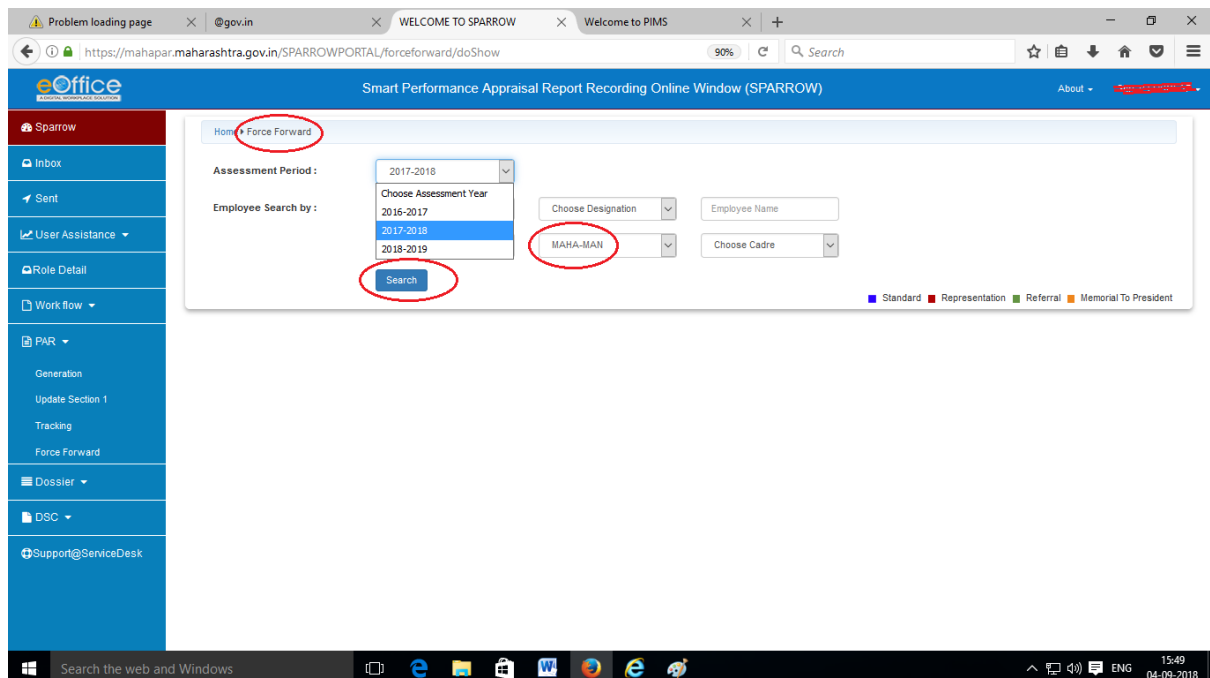 Problem loading page
@gov.in
WELCOME TO SPARROW
Welcome to PIMS
https://mahapar.maharashtra.gov.in/SPARROWPORTAL/forceforward/doShow
90%
Search
eOffice
A DIGITAL WORKPLACE SOLUTION
Smart Performance Appraisal Report Recording Online Window (SPARROW)
About
Sparrow
Inbox
Sent
User Assistance
Role Detail
Work flow
PAR
Generation
Update Section 1
Tracking
Force Forward
Dossier
DSC
Support@ServiceDesk
Home Force Forward
Assessment Period :
2017-2018
Choose Assessment Year
2016-2017
2017-2018
2018-2019
Employee Search by :
Choose Designation
Employee Name
MAHA-MAN
Choose Cadre
Search
Standard Representation Referral Memorial To President
Search the web and Windows
ENG
15:49
04-09-2018